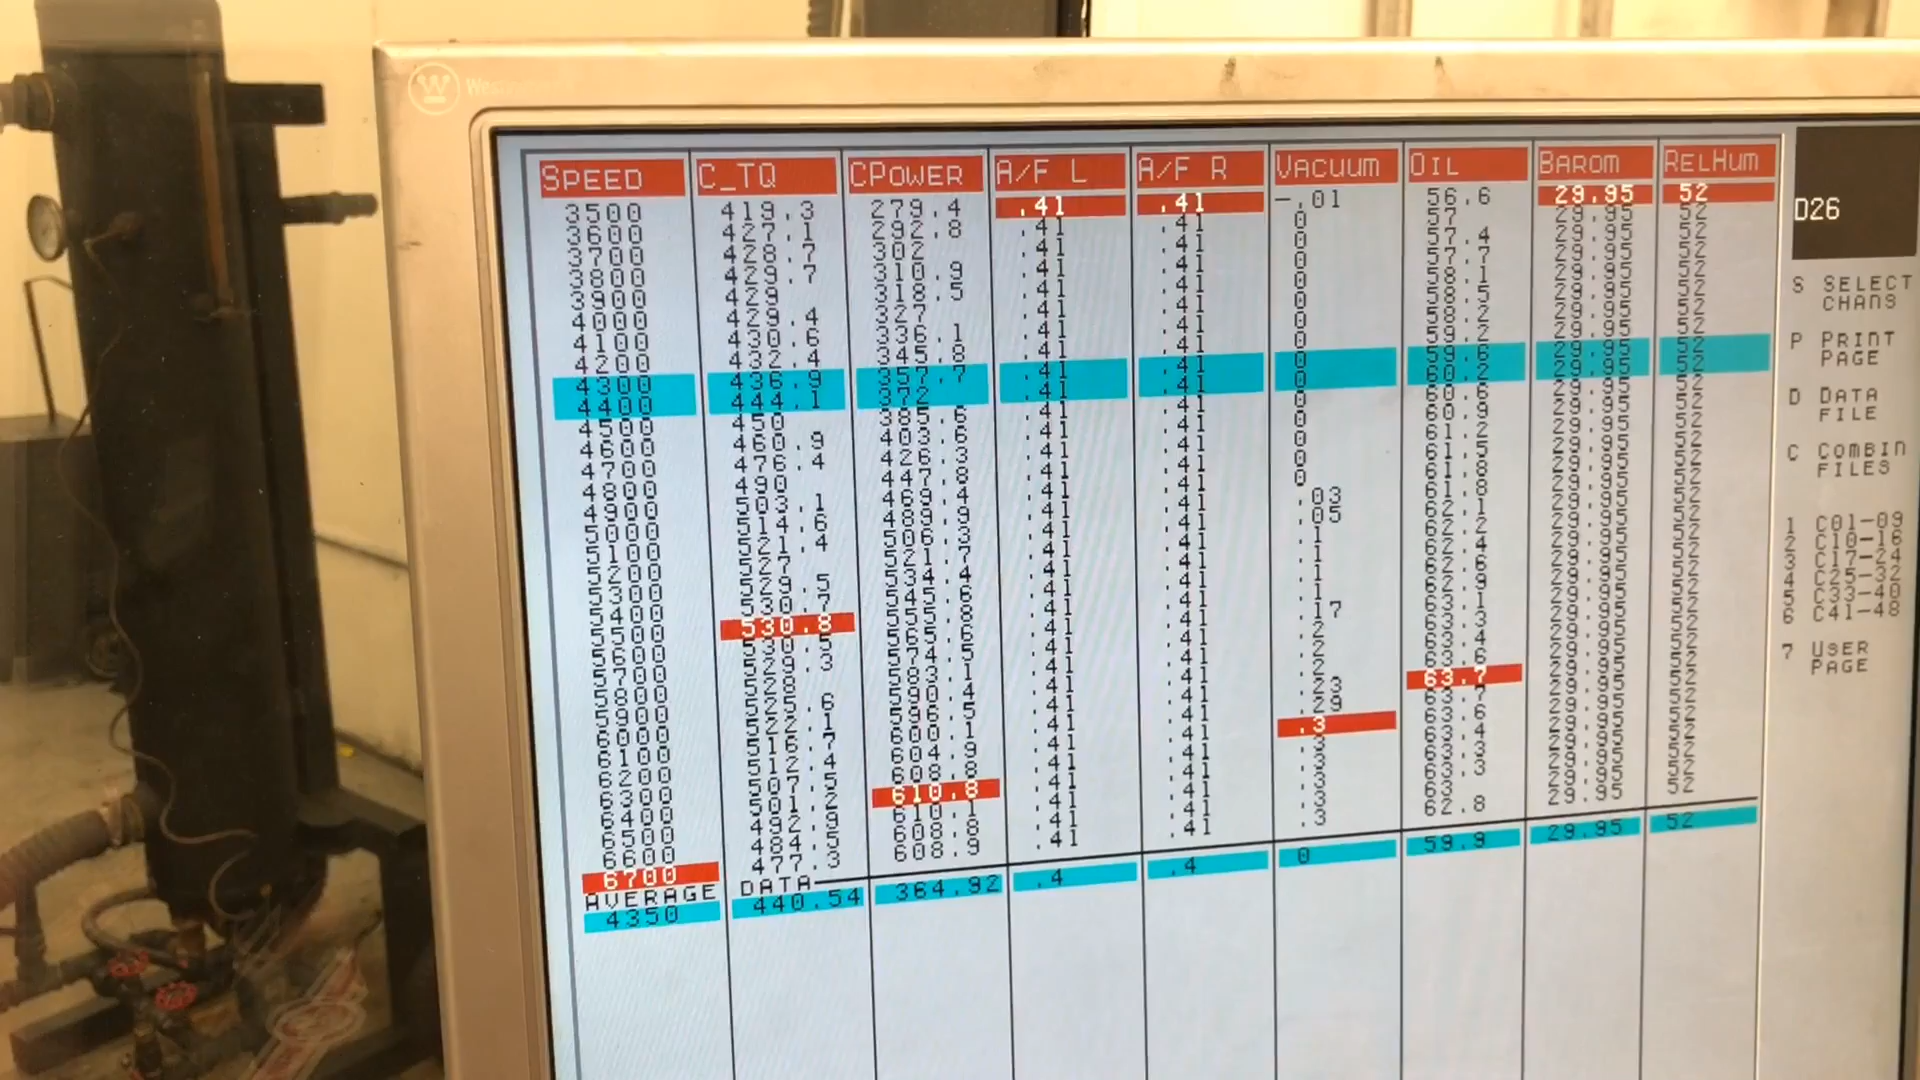 Westinghouse
SPEED C_TQ CPOWER A/F L A/F R VACUUM OIL BAROM RELHUM
3500 419.3 279.4 .41 .41 -.01 56.6 29.95 52
3600 427.1 292.8 .41 .41 0 57 29.95 52
3700 428.7 302 .41 .41 0 57.4 29.95 52
3800 429.7 310.9 .41 .41 0 57.7 29.95 52
3900 429 318.5 .41 .41 0 58.1 29.95 52
4000 429.4 327 .41 .41 0 58.5 29.95 52
4100 430.6 336.1 .41 .41 0 58.2 29.95 52
4200 432.4 345.8 .41 .41 0 59.2 29.95 52
4300 436.9 357.7 .41 .41 0 59.6 29.95 52
4400 444.1 372 .41 .41 0 60.2 29.95 52
4500 450 385.6 .41 .41 0 60.6 29.95 52
4600 460.9 403.6 .41 .41 0 60.9 29.95 52
4700 476.4 426.3 .41 .41 0 61.2 29.95 52
4800 490 447.8 .41 .41 0 61.5 29.95 52
4900 503.1 469.4 .41 .41 0 61.8 29.95 52
5000 514.6 489.9 .41 .41 .03 61.8 29.95 52
5100 521.4 506.3 .41 .41 .05 62.1 29.95 52
5200 527 521.7 .41 .41 .1 62.2 29.95 52
5300 529.5 534.4 .41 .41 .1 62.4 29.95 52
5400 530.7 545.6 .41 .41 .1 62.6 29.95 52
5500 530.8 555.8 .41 .41 .1 62.9 29.95 52
5600 530.5 565.6 .41 .41 .17 63.1 29.95 52
5700 529.3 574.5 .41 .41 .2 63.3 29.95 52
5800 528 583.1 .41 .41 .2 63.4 29.95 52
5900 525.6 590.4 .41 .41 .2 63.6 29.95 52
6000 522.1 596.5 .41 .41 .23 63.7 29.95 52
6100 516.7 600.1 .41 .41 .29 63.7 29.95 52
6200 512.4 604.9 .41 .41 .3 63.6 29.95 52
6300 507.5 608.8 .41 .41 .3 63.4 29.95 52
6400 501.2 610.8 .41 .41 .3 63.3 29.95 52
6500 492.9 610.1 .41 .41 .3 63.3 29.95 52
6600 484.5 608.8 .41 .41 .3 63 29.95 52
6700 477.3 608.9 .41 .41 .3 62.8 29.95 52
AVERAGE DATA
4350 440.54 364.92 .4 .4 0 59.9 29.95 52
D26
S SELECT
CHANS
P PRINT
PAGE
D DATA
FILE
C COMBIN
FILES
1 C01-09
2 C10-16
3 C17-24
4 C25-32
5 C33-40
6 C41-48
7 USER
PAGE